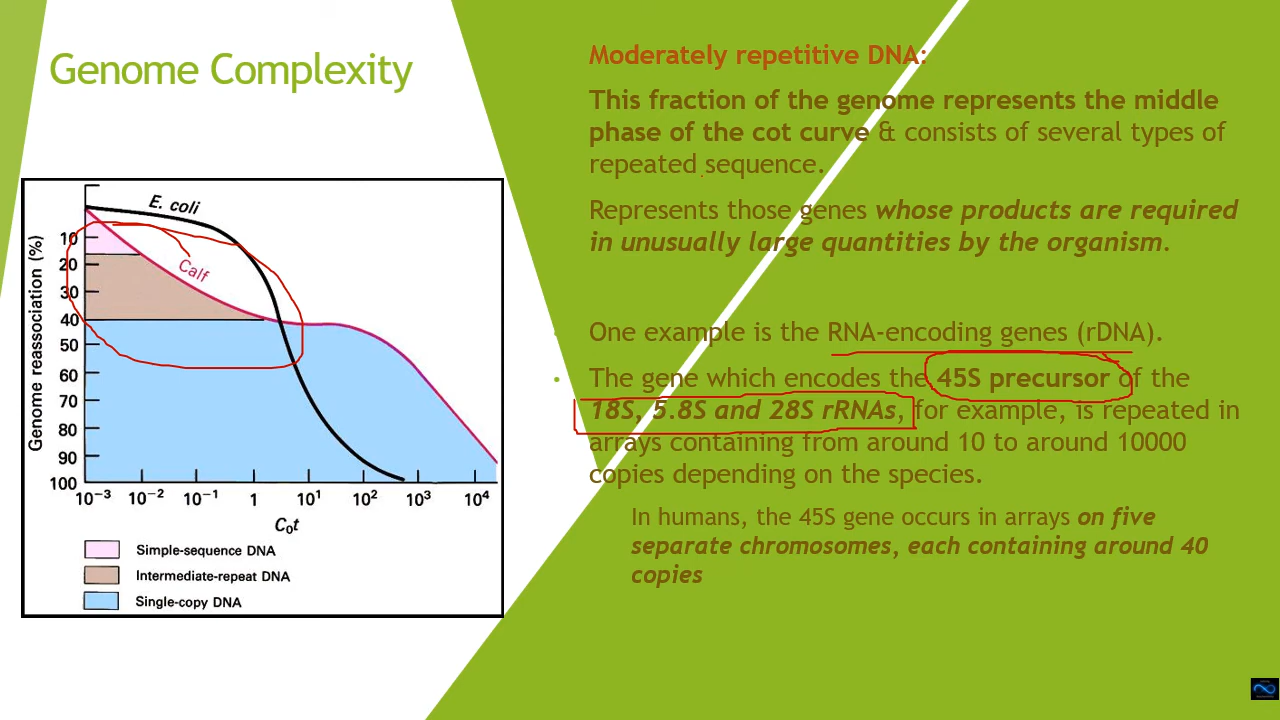 Genome Complexity
Moderately repetitive DNA:
This fraction of the genome represents the middle
phase of the cot curve & consists of several types of
repeated sequence.
Represents those genes whose products are required
in unusually large quantities by the organism.
• One example is the RNA-encoding genes (rDNA).
• The gene which encodes the 45S precursor of the
18S, 5.8S and 28S rRNAs, for example, is repeated in
arrays containing from around 10 to around 10000
copies depending on the species.
In humans, the 45S gene occurs in arrays on five
separate chromosomes, each containing around 40
copies
E. coli
Calf
Genome reassociation (%)
10
20
30
40
50
60
70
80
90
100
10⁻³ 10⁻² 10⁻¹ 1 10¹ 10² 10³ 10⁴
C₀t
Simple-sequence DNA
Intermediate-repeat DNA
Single-copy DNA